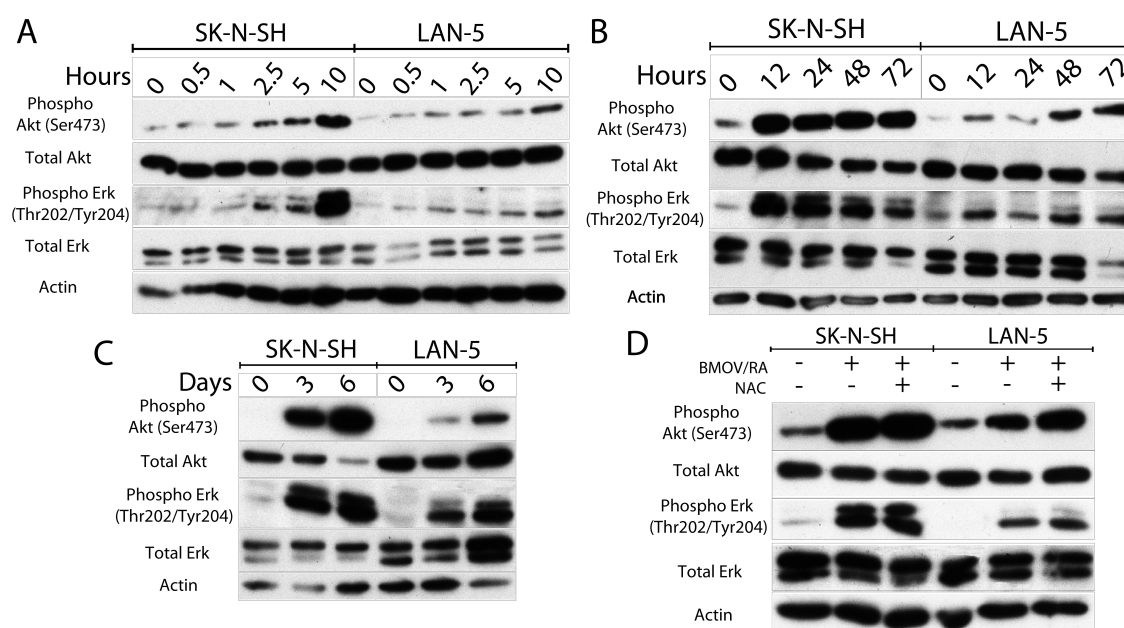 A
SK-N-SH LAN-5
Hours 0 0.5 1 2.5 5 10 0 0.5 1 2.5 5 10
Phospho
Akt (Ser473)
Total Akt
Phospho Erk
(Thr202/Tyr204)
Total Erk
Actin
B
SK-N-SH LAN-5
Hours 0 12 24 48 72 0 12 24 48 72
Phospho
Akt (Ser473)
Total Akt
Phospho Erk
(Thr202/Tyr204)
Total Erk
Actin
C
SK-N-SH LAN-5
Days 0 3 6 0 3 6
Phospho
Akt (Ser473)
Total Akt
Phospho Erk
(Thr202/Tyr204)
Total Erk
Actin
D
SK-N-SH LAN-5
BMOV/RA - + + - + +
NAC - - + - - +
Phospho
Akt (Ser473)
Total Akt
Phospho Erk
(Thr202/Tyr204)
Total Erk
Actin